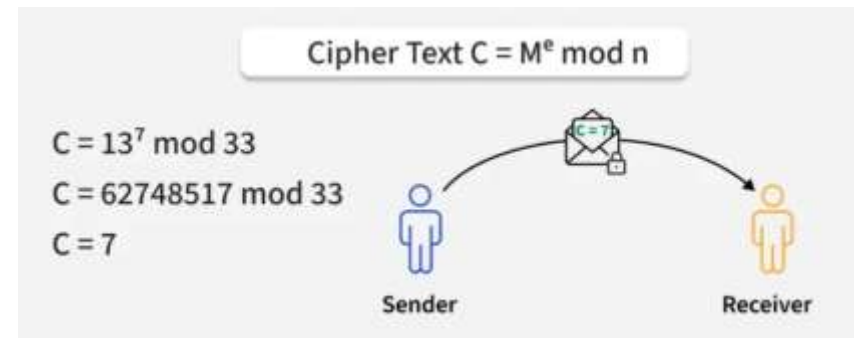 Cipher Text C = Mᵉ mod n
C = 13⁷ mod 33
C = 62748517 mod 33
C = 7
C = 7
Sender
Receiver